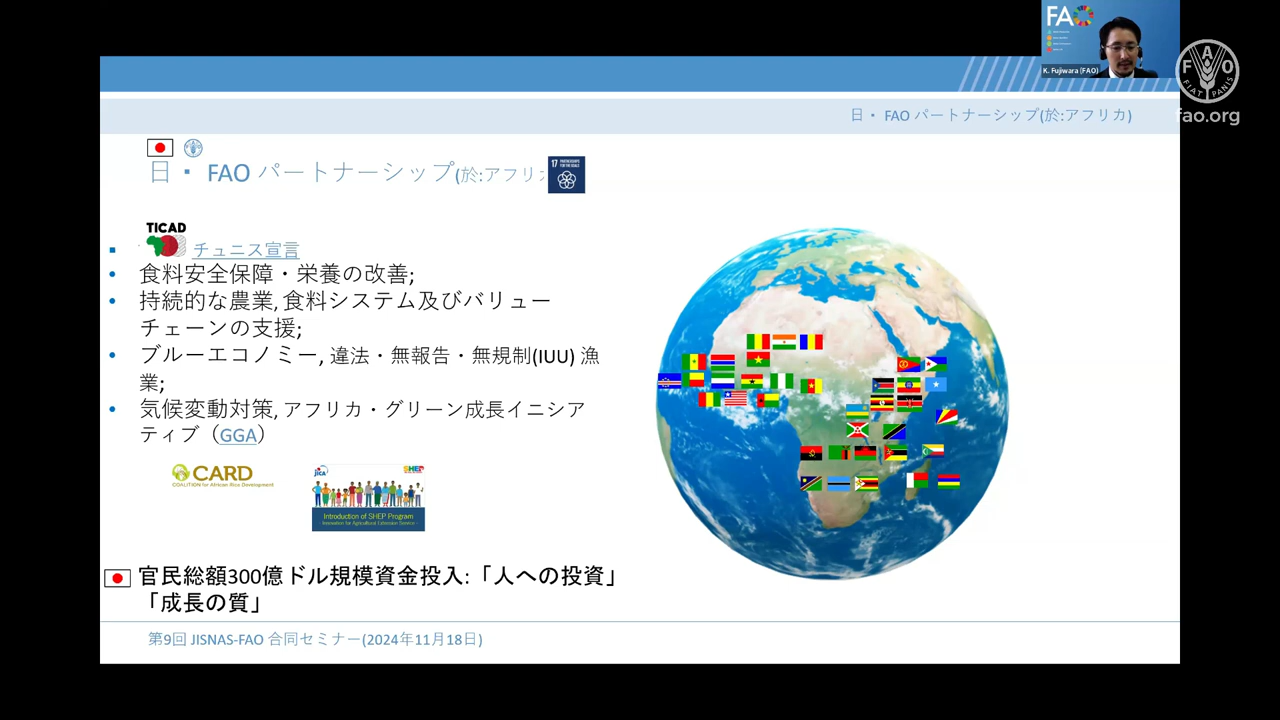 FAO
K. Fujiwara (FAO)
FAO
FIAT PANIS
fao.org
日・ FAO パートナーシップ(於:アフリカ)
日・ FAO パートナーシップ(於:アフリ
17 PARTNERSHIPS FOR THE GOALS
TICAD
チュニス宣言
• 食料安全保障・栄養の改善;
• 持続的な農業, 食料システム及びバリュー
チェーンの支援;
• ブルーエコノミー, 違法・無報告・無規制(IUU) 漁
業;
• 気候変動対策, アフリカ・グリーン成長イニシア
ティブ（GGA）
CARD
COALITION for African Rice Development
JICA
SHEP
Introduction of SHEP Program
- Innovation for Agricultural Extension Service -
官民総額300億ドル規模資金投入:「人への投資」
「成長の質」
第9回 JISNAS-FAO 合同セミナー(2024年11月18日)